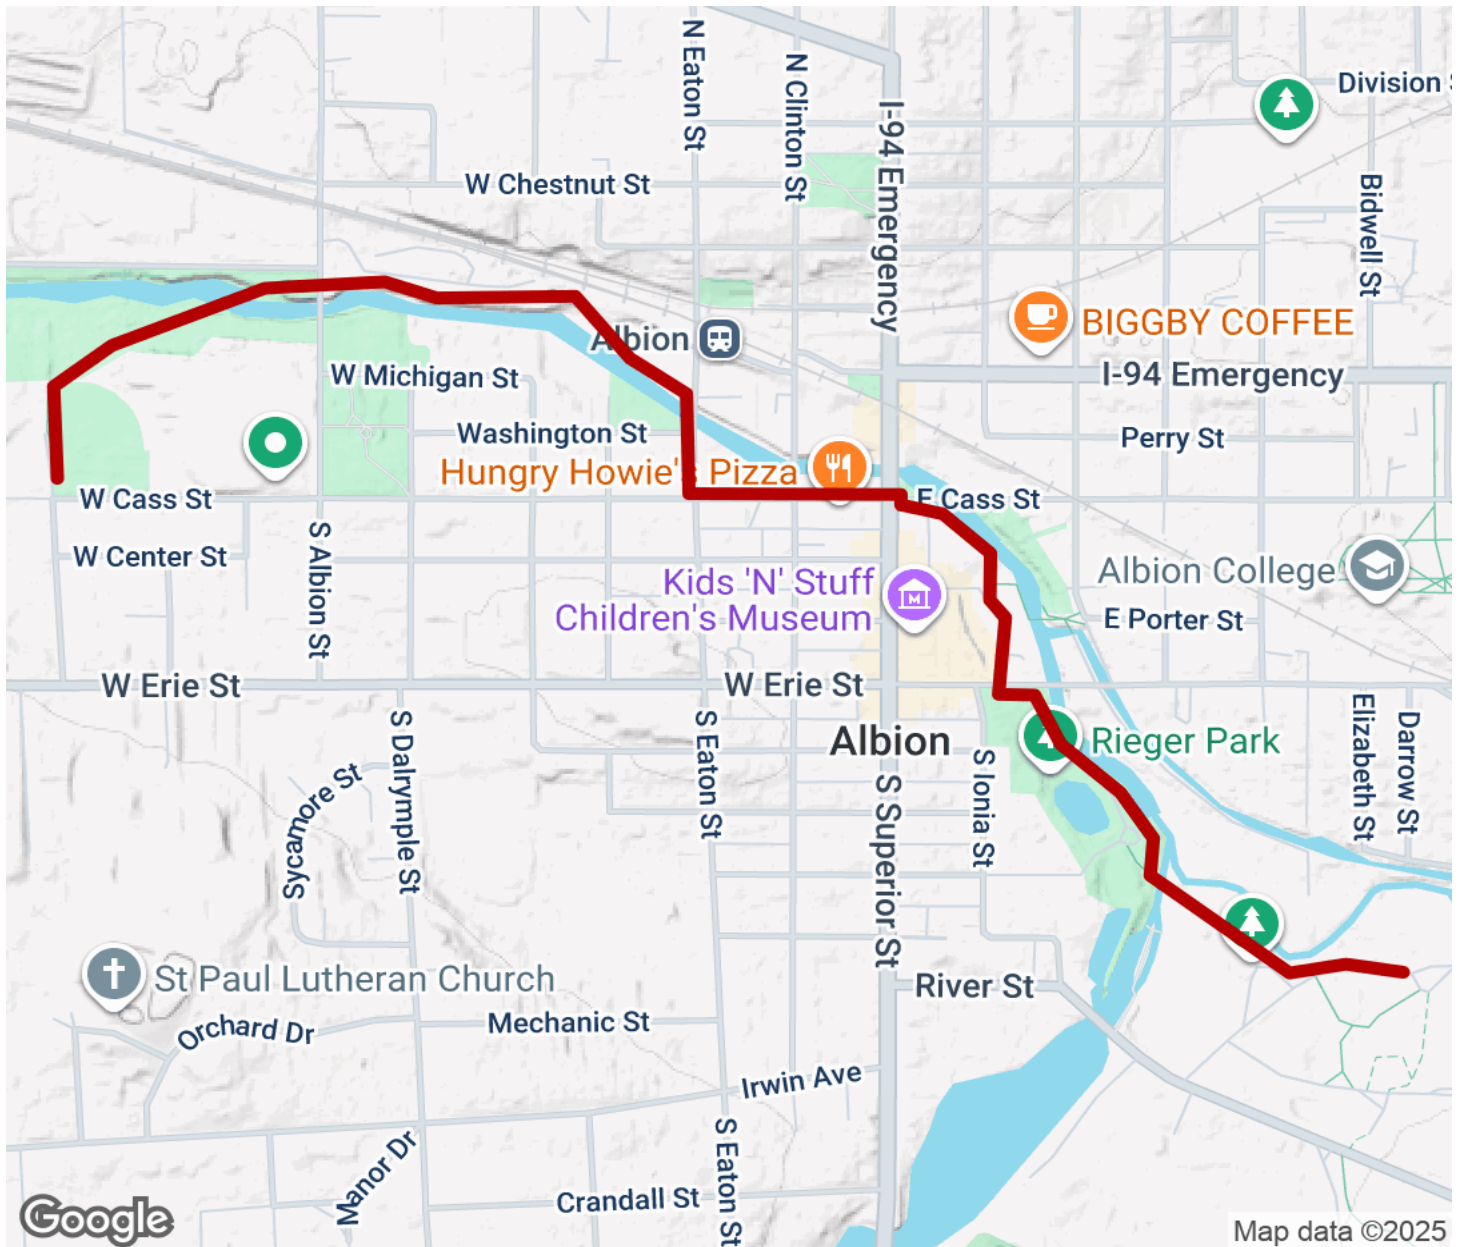 N Eaton St
N Clinton St
I-94 Emergency
Division
W Chestnut St
Bidwell St
Albion
BIGGBY COFFEE
I-94 Emergency
W Michigan St
Washington St
Perry St
Hungry Howie's Pizza
W Cass St
E Cass St
S Albion St
W Center St
Kids 'N' Stuff
Children's Museum
Albion College
E Porter St
W Erie St
W Erie St
Elizabeth St
Darrow St
S Dalrymple St
S Eaton St
Albion
Rieger Park
S Ionia St
Sycamore St
S Superior St
St Paul Lutheran Church
River St
Orchard Dr
Mechanic St
Irwin Ave
Manor Dr
S Eaton St
Crandall St
Google
Map data ©2025